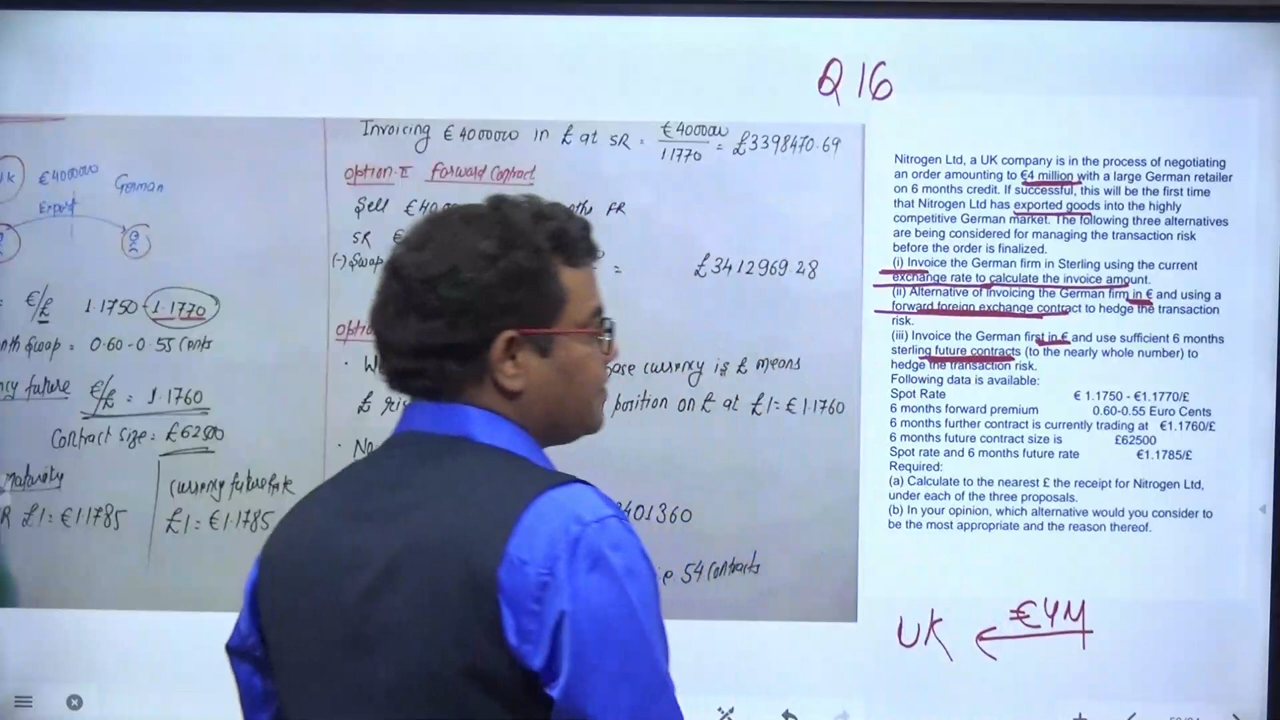 Q 16
Invoicing €4000000 in £ at SR = €400000 / 1.1770 = £3398470.69
Option-II Forward Contract
Sell
SR
(-) Swap
= £3412969.28
base currency is £ means
position on £ at £1 = €1.1760
3401360
i.e. 54 contracts
UK €4000000 German
Export
€/£ 1.1750 - 1.1770
Swap = 0.60 - 0.55 Cents
future €/£ = 1.1760
Contract size = £62500
maturity
£1 = €1.1785
Currency future Rate
£1 = €1.1785
Nitrogen Ltd, a UK company is in the process of negotiating
an order amounting to €4 million with a large German retailer
on 6 months credit. If successful, this will be the first time
that Nitrogen Ltd has exported goods into the highly
competitive German market. The following three alternatives
are being considered for managing the transaction risk
before the order is finalized.
(i) Invoice the German firm in Sterling using the current
exchange rate to calculate the invoice amount.
(ii) Alternative of invoicing the German firm in € and using a
forward foreign exchange contract to hedge the transaction
risk.
(iii) Invoice the German first in € and use sufficient 6 months
sterling future contracts (to the nearly whole number) to
hedge the transaction risk.
Following data is available:
Spot Rate € 1.1750 - €1.1770/£
6 months forward premium 0.60-0.55 Euro Cents
6 months further contract is currently trading at €1.1760/£
6 months future contract size is £62500
Spot rate and 6 months future rate €1.1785/£
Required:
(a) Calculate to the nearest £ the receipt for Nitrogen Ltd,
under each of the three proposals.
(b) In your opinion, which alternative would you consider to
be the most appropriate and the reason thereof.
UK €4M